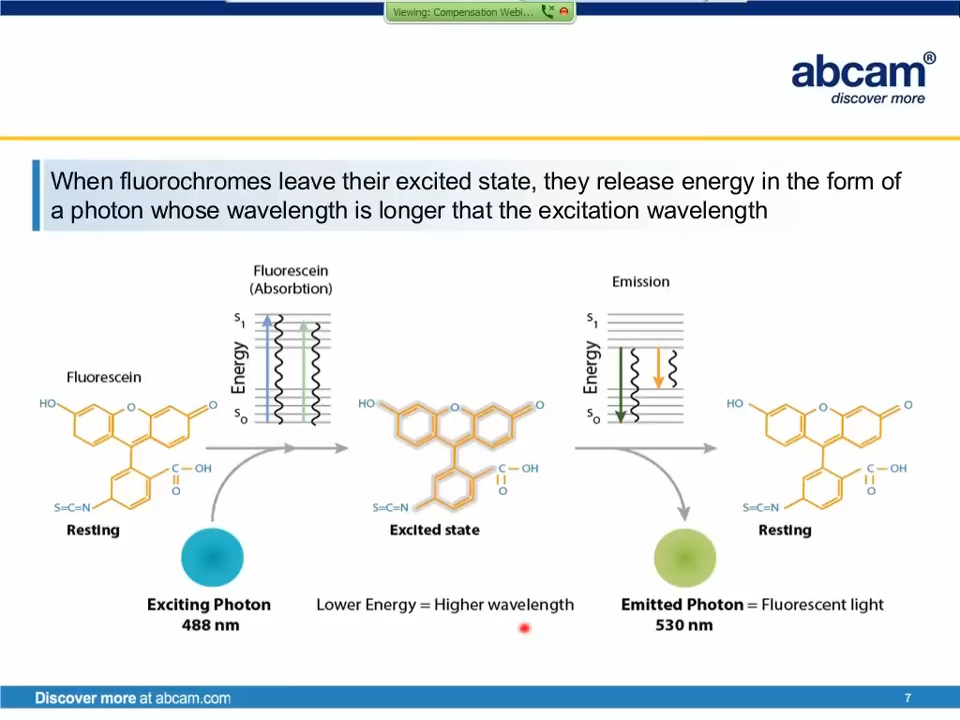 Viewing: Compensation Webi...
abcam®
discover more
When fluorochromes leave their excited state, they release energy in the form of
a photon whose wavelength is longer that the excitation wavelength
Fluorescein
(Absorbtion)
Emission
S1
Energy
S0
S1
Energy
S0
Fluorescein
HO
O
O
C-OH
O
S=C=N
Resting
HO
O
O
C-OH
O
S=C=N
Excited state
HO
O
O
C-OH
O
S=C=N
Resting
Exciting Photon
488 nm
Lower Energy = Higher wavelength
Emitted Photon = Fluorescent light
530 nm
Discover more at abcam.com
7